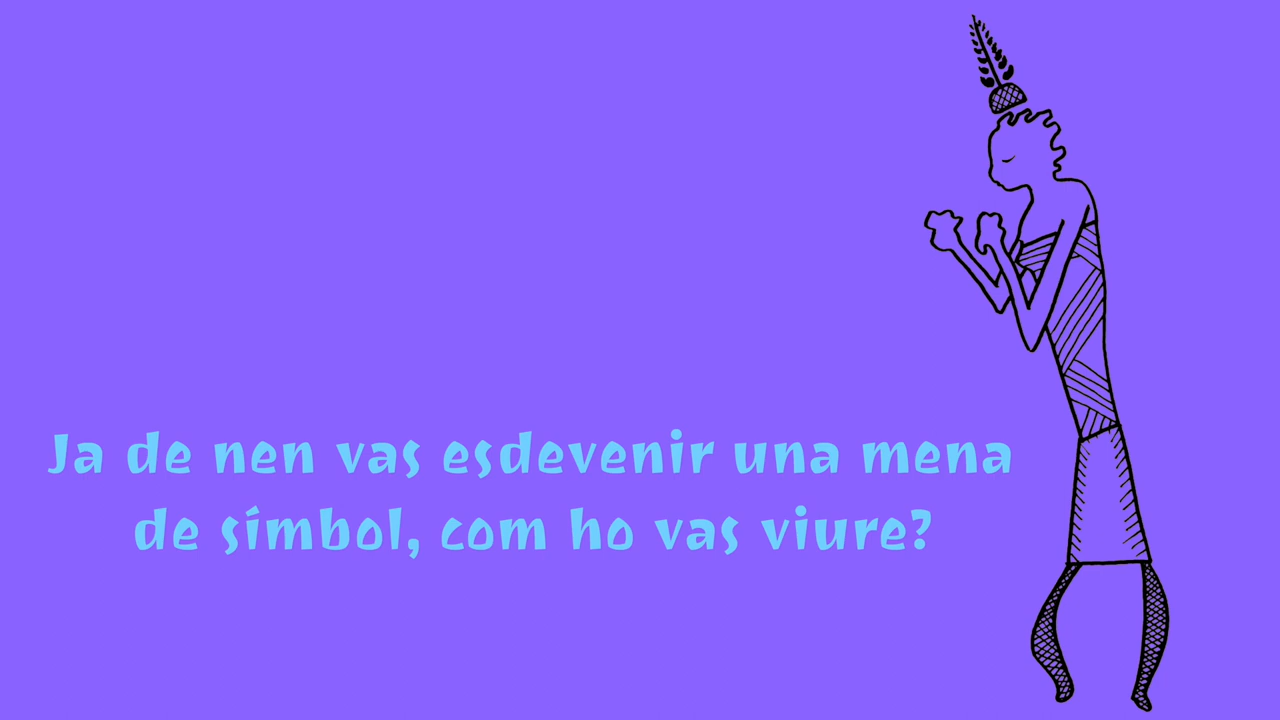 Ja de nen vas esdevenir una mena
de símbol, com ho vas viure?